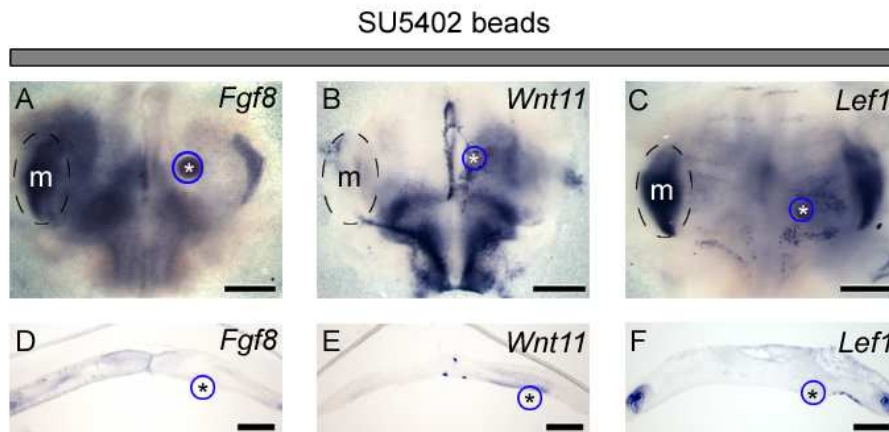 SU5402 beads
A Fgf8 B Wnt11 C Lef1
m * m * m *
D Fgf8 E Wnt11 F Lef1
* * *